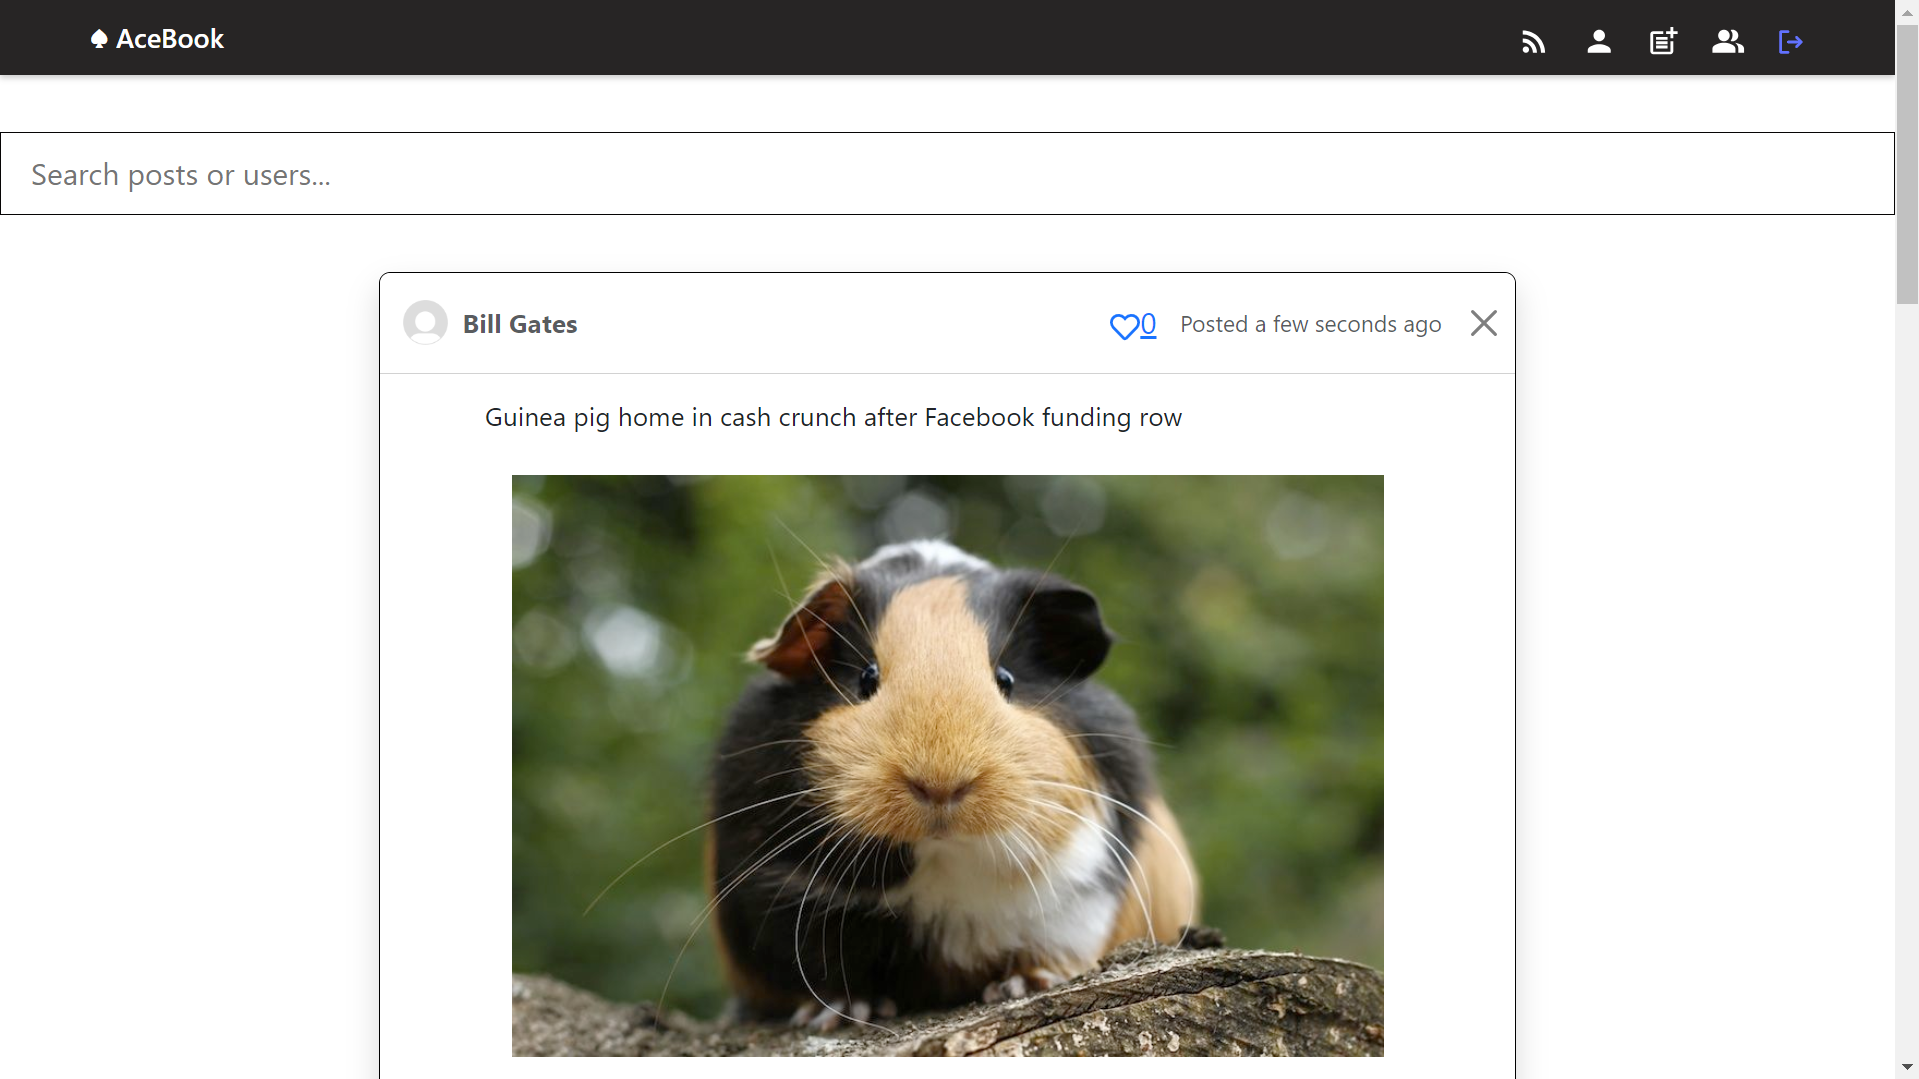 AceBook
Search posts or users...
Bill Gates
0
Posted a few seconds ago
Guinea pig home in cash crunch after Facebook funding row